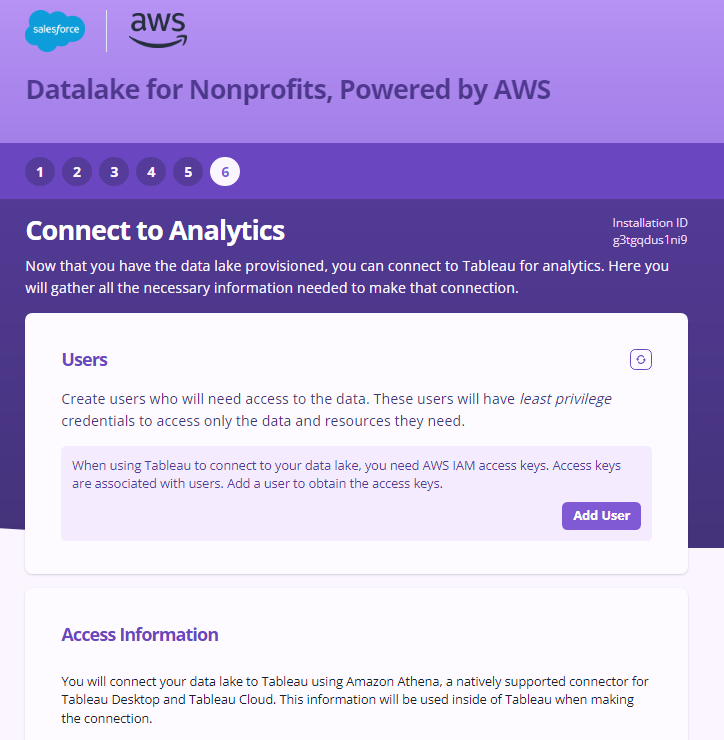 salesforce
aws
Datalake for Nonprofits, Powered by AWS
1 2 3 4 5 6
Connect to Analytics
Installation ID
g3tgqdus1ni9
Now that you have the data lake provisioned, you can connect to Tableau for analytics. Here you
will gather all the necessary information needed to make that connection.
Users
Create users who will need access to the data. These users will have least privilege
credentials to access only the data and resources they need.
When using Tableau to connect to your data lake, you need AWS IAM access keys. Access keys
are associated with users. Add a user to obtain the access keys.
Add User
Access Information
You will connect your data lake to Tableau using Amazon Athena, a natively supported connector for
Tableau Desktop and Tableau Cloud. This information will be used inside of Tableau when making
the connection.